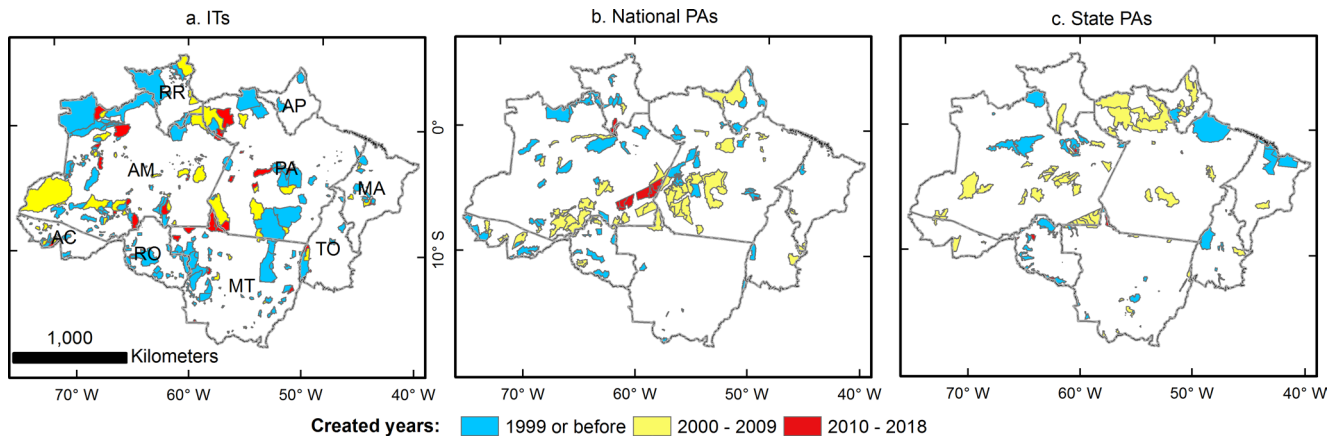 a. ITs
b. National PAs
c. State PAs
RR
AP
0°
AM
PA
MA
AC
RO
TO
10° S
MT
1,000
Kilometers
70° W
60° W
50° W
40° W
70° W
60° W
50° W
40° W
70° W
60° W
50° W
40° W
Created years:
1999 or before
2000 - 2009
2010 - 2018